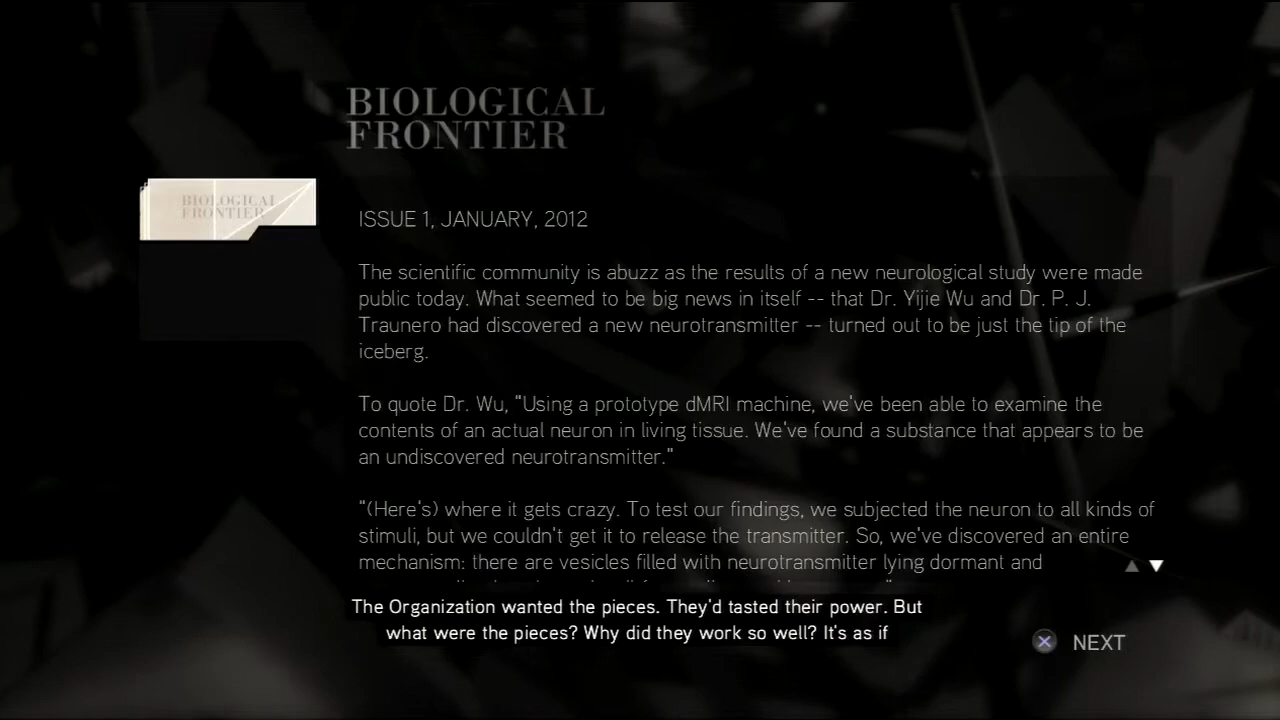 BIOLOGICAL
FRONTIER
BIOLOGICAL
FRONTIER
ISSUE 1, JANUARY, 2012
The scientific community is abuzz as the results of a new neurological study were made
public today. What seemed to be big news in itself -- that Dr. Yijie Wu and Dr. P. J.
Traunero had discovered a new neurotransmitter -- turned out to be just the tip of the
iceberg.
To quote Dr. Wu, "Using a prototype dMRI machine, we've been able to examine the
contents of an actual neuron in living tissue. We've found a substance that appears to be
an undiscovered neurotransmitter."
"(Here's) where it gets crazy. To test our findings, we subjected the neuron to all kinds of
stimuli, but we couldn't get it to release the transmitter. So, we've discovered an entire
mechanism: there are vesicles filled with neurotransmitter lying dormant and
The Organization wanted the pieces. They'd tasted their power. But
what were the pieces? Why did they work so well? It's as if
NEXT